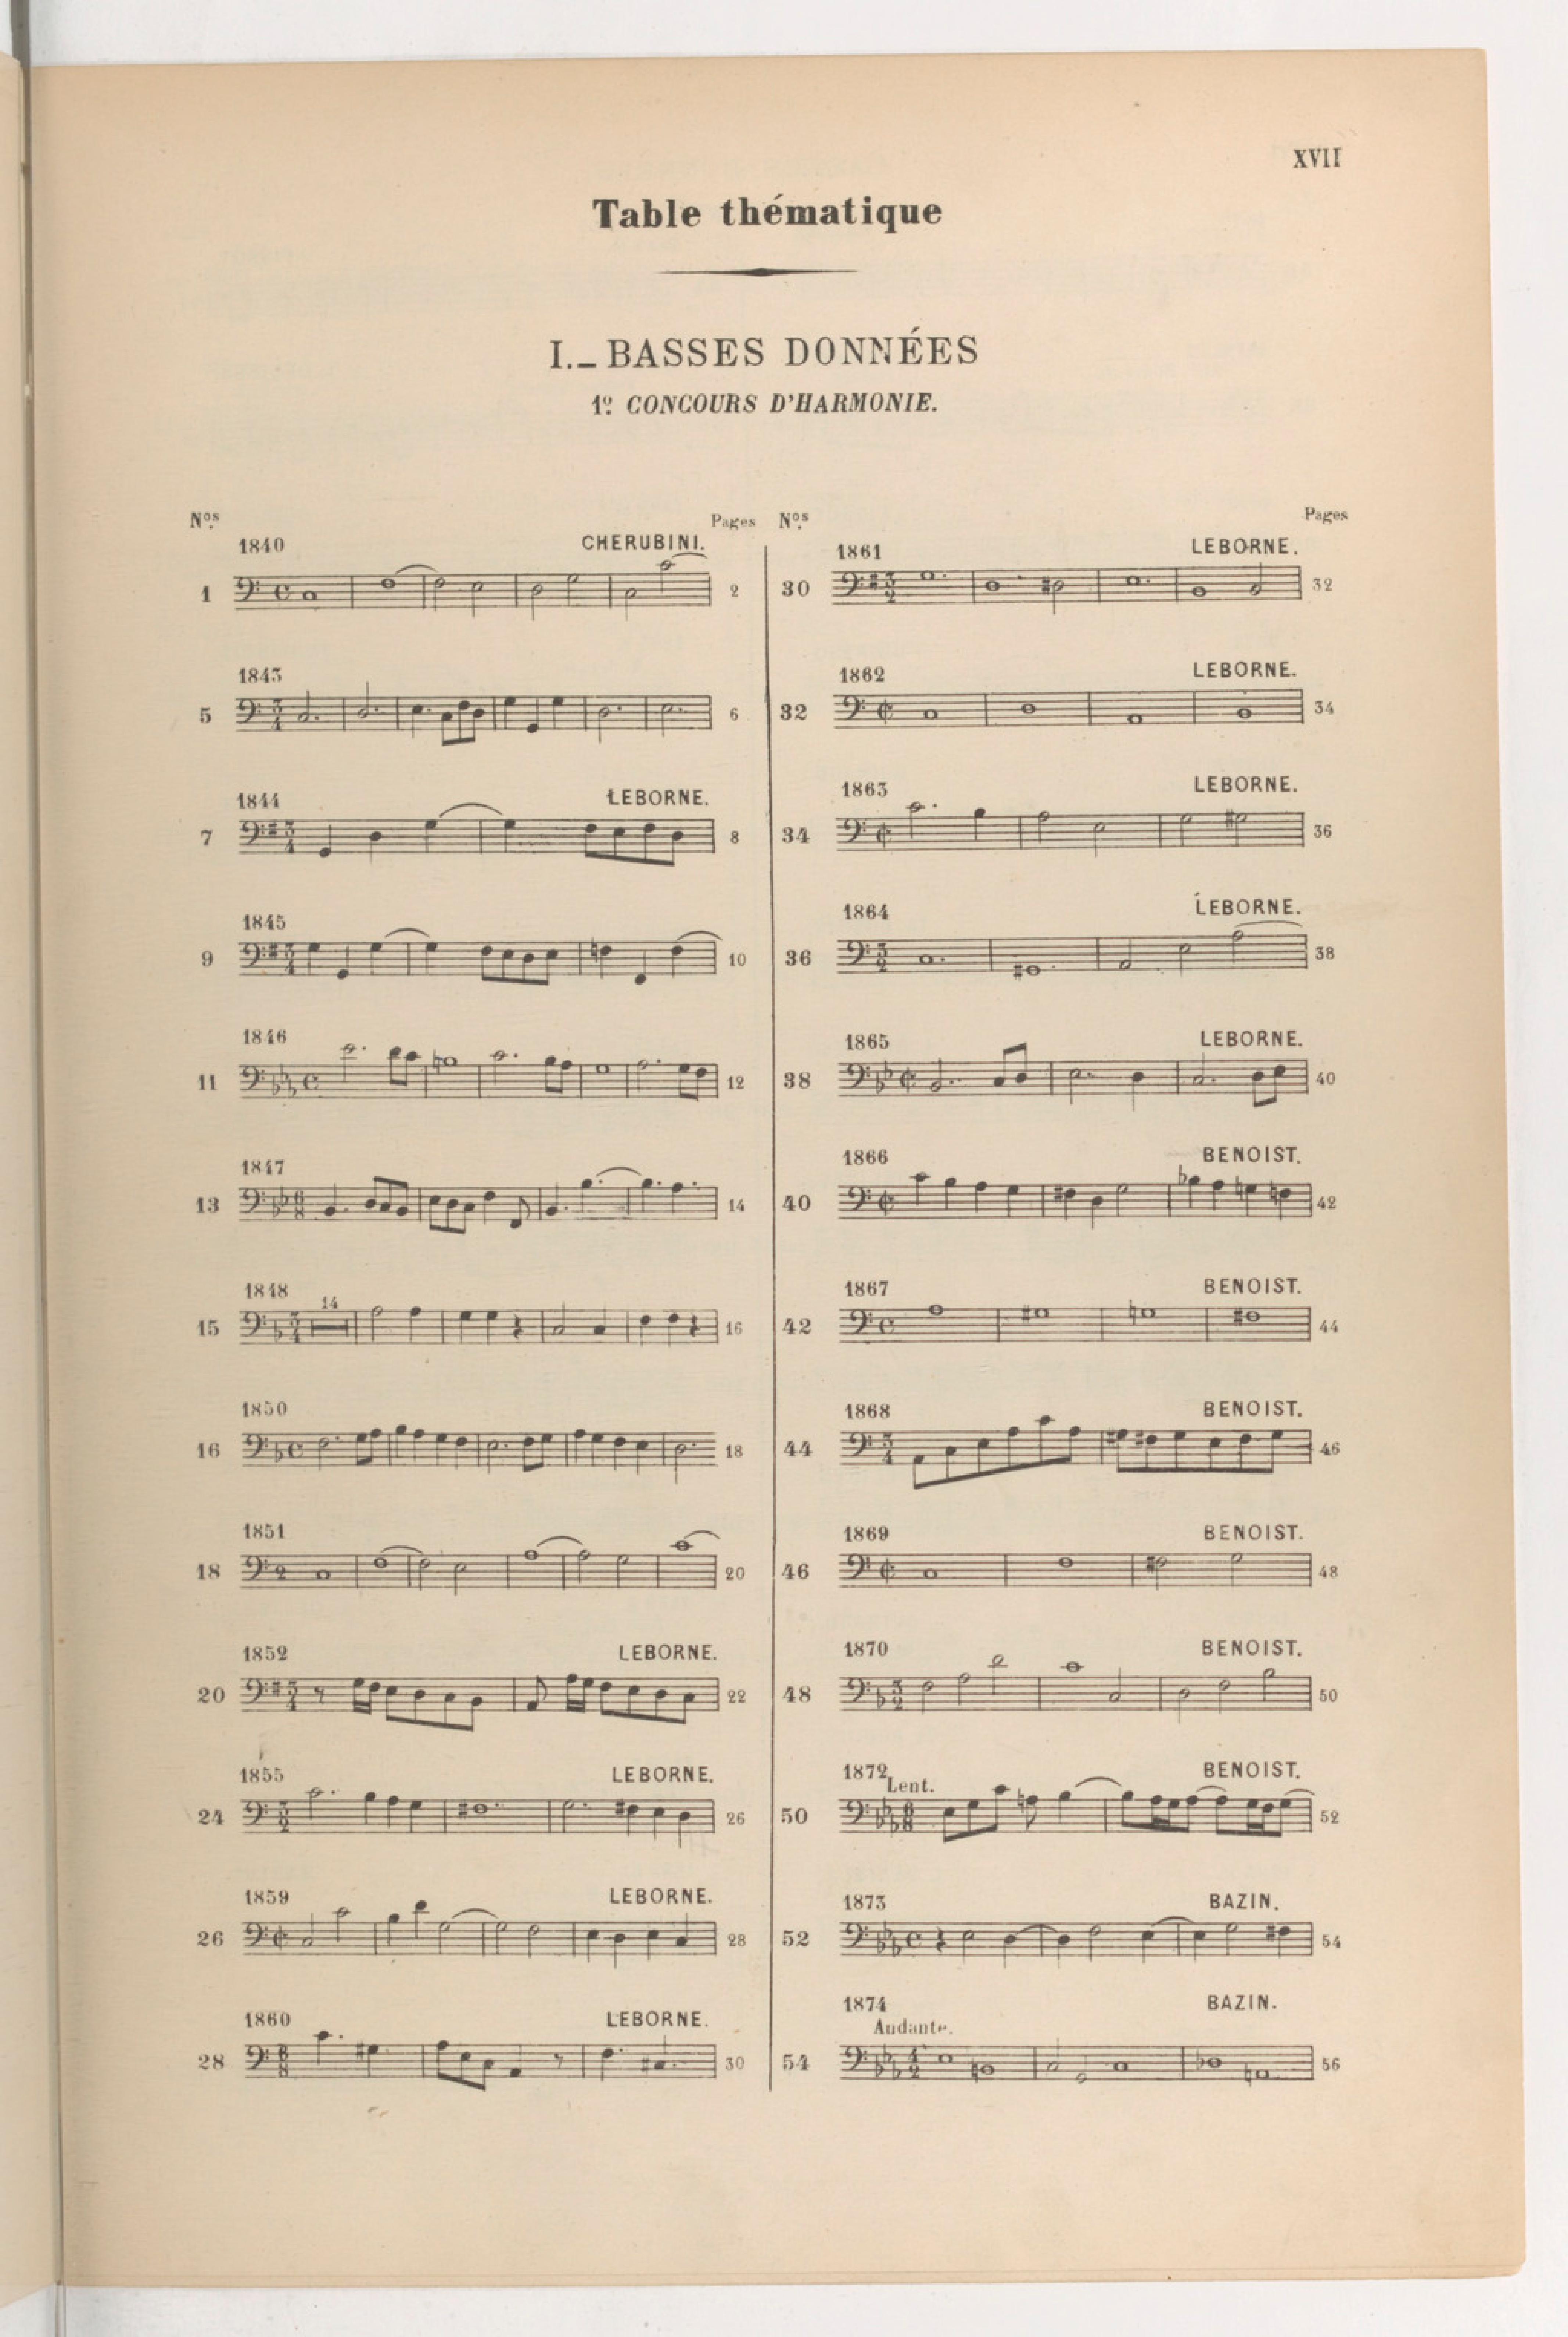 XVII
Table thématique
I._ BASSES DONNÉES
1º CONCOURS D'HARMONIE.
Nos Pages
1840 CHERUBINI.
1 2
1843
5 6
1844 LEBORNE.
7 8
1845
9 10
1846
11 12
1847
13 14
1848
14
15 16
1850
16 18
1851
18 20
1852 LEBORNE.
20 22
1855 LEBORNE.
24 26
1859 LEBORNE.
26 28
1860 LEBORNE.
28 30
Nos Pages
1861 LEBORNE.
30 32
1862 LEBORNE.
32 34
1863 LEBORNE.
34 36
1864 LEBORNE.
36 38
1865 LEBORNE.
38 40
1866 BENOIST.
40 42
1867 BENOIST.
42 44
1868 BENOIST.
44 46
1869 BENOIST.
46 48
1870 BENOIST.
48 50
1872 BENOIST.
Lent.
50 52
1873 BAZIN.
52 54
1874 BAZIN.
Andante.
54 56